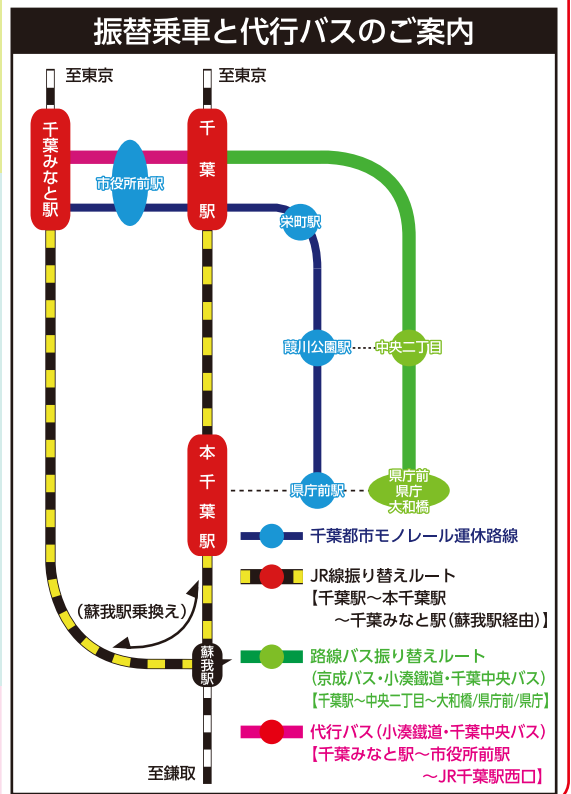 振替乗車と代行バスのご案内
至東京
至東京
千葉みなと駅
市役所前駅
千葉駅
栄町駅
葭川公園駅
中央二丁目
本千葉駅
県庁前駅
県庁前
県庁
大和橋
千葉都市モノレール運休路線
JR線振り替えルート
【千葉駅〜本千葉駅
〜千葉みなと駅(蘇我駅経由)】
(蘇我駅乗換え)
蘇我駅
路線バス振り替えルート
(京成バス・小湊鐵道・千葉中央バス)
【千葉駅〜中央二丁目〜大和橋/県庁前/県庁】
代行バス(小湊鐵道・千葉中央バス)
【千葉みなと駅〜市役所前駅
〜JR千葉駅西口】
至鎌取